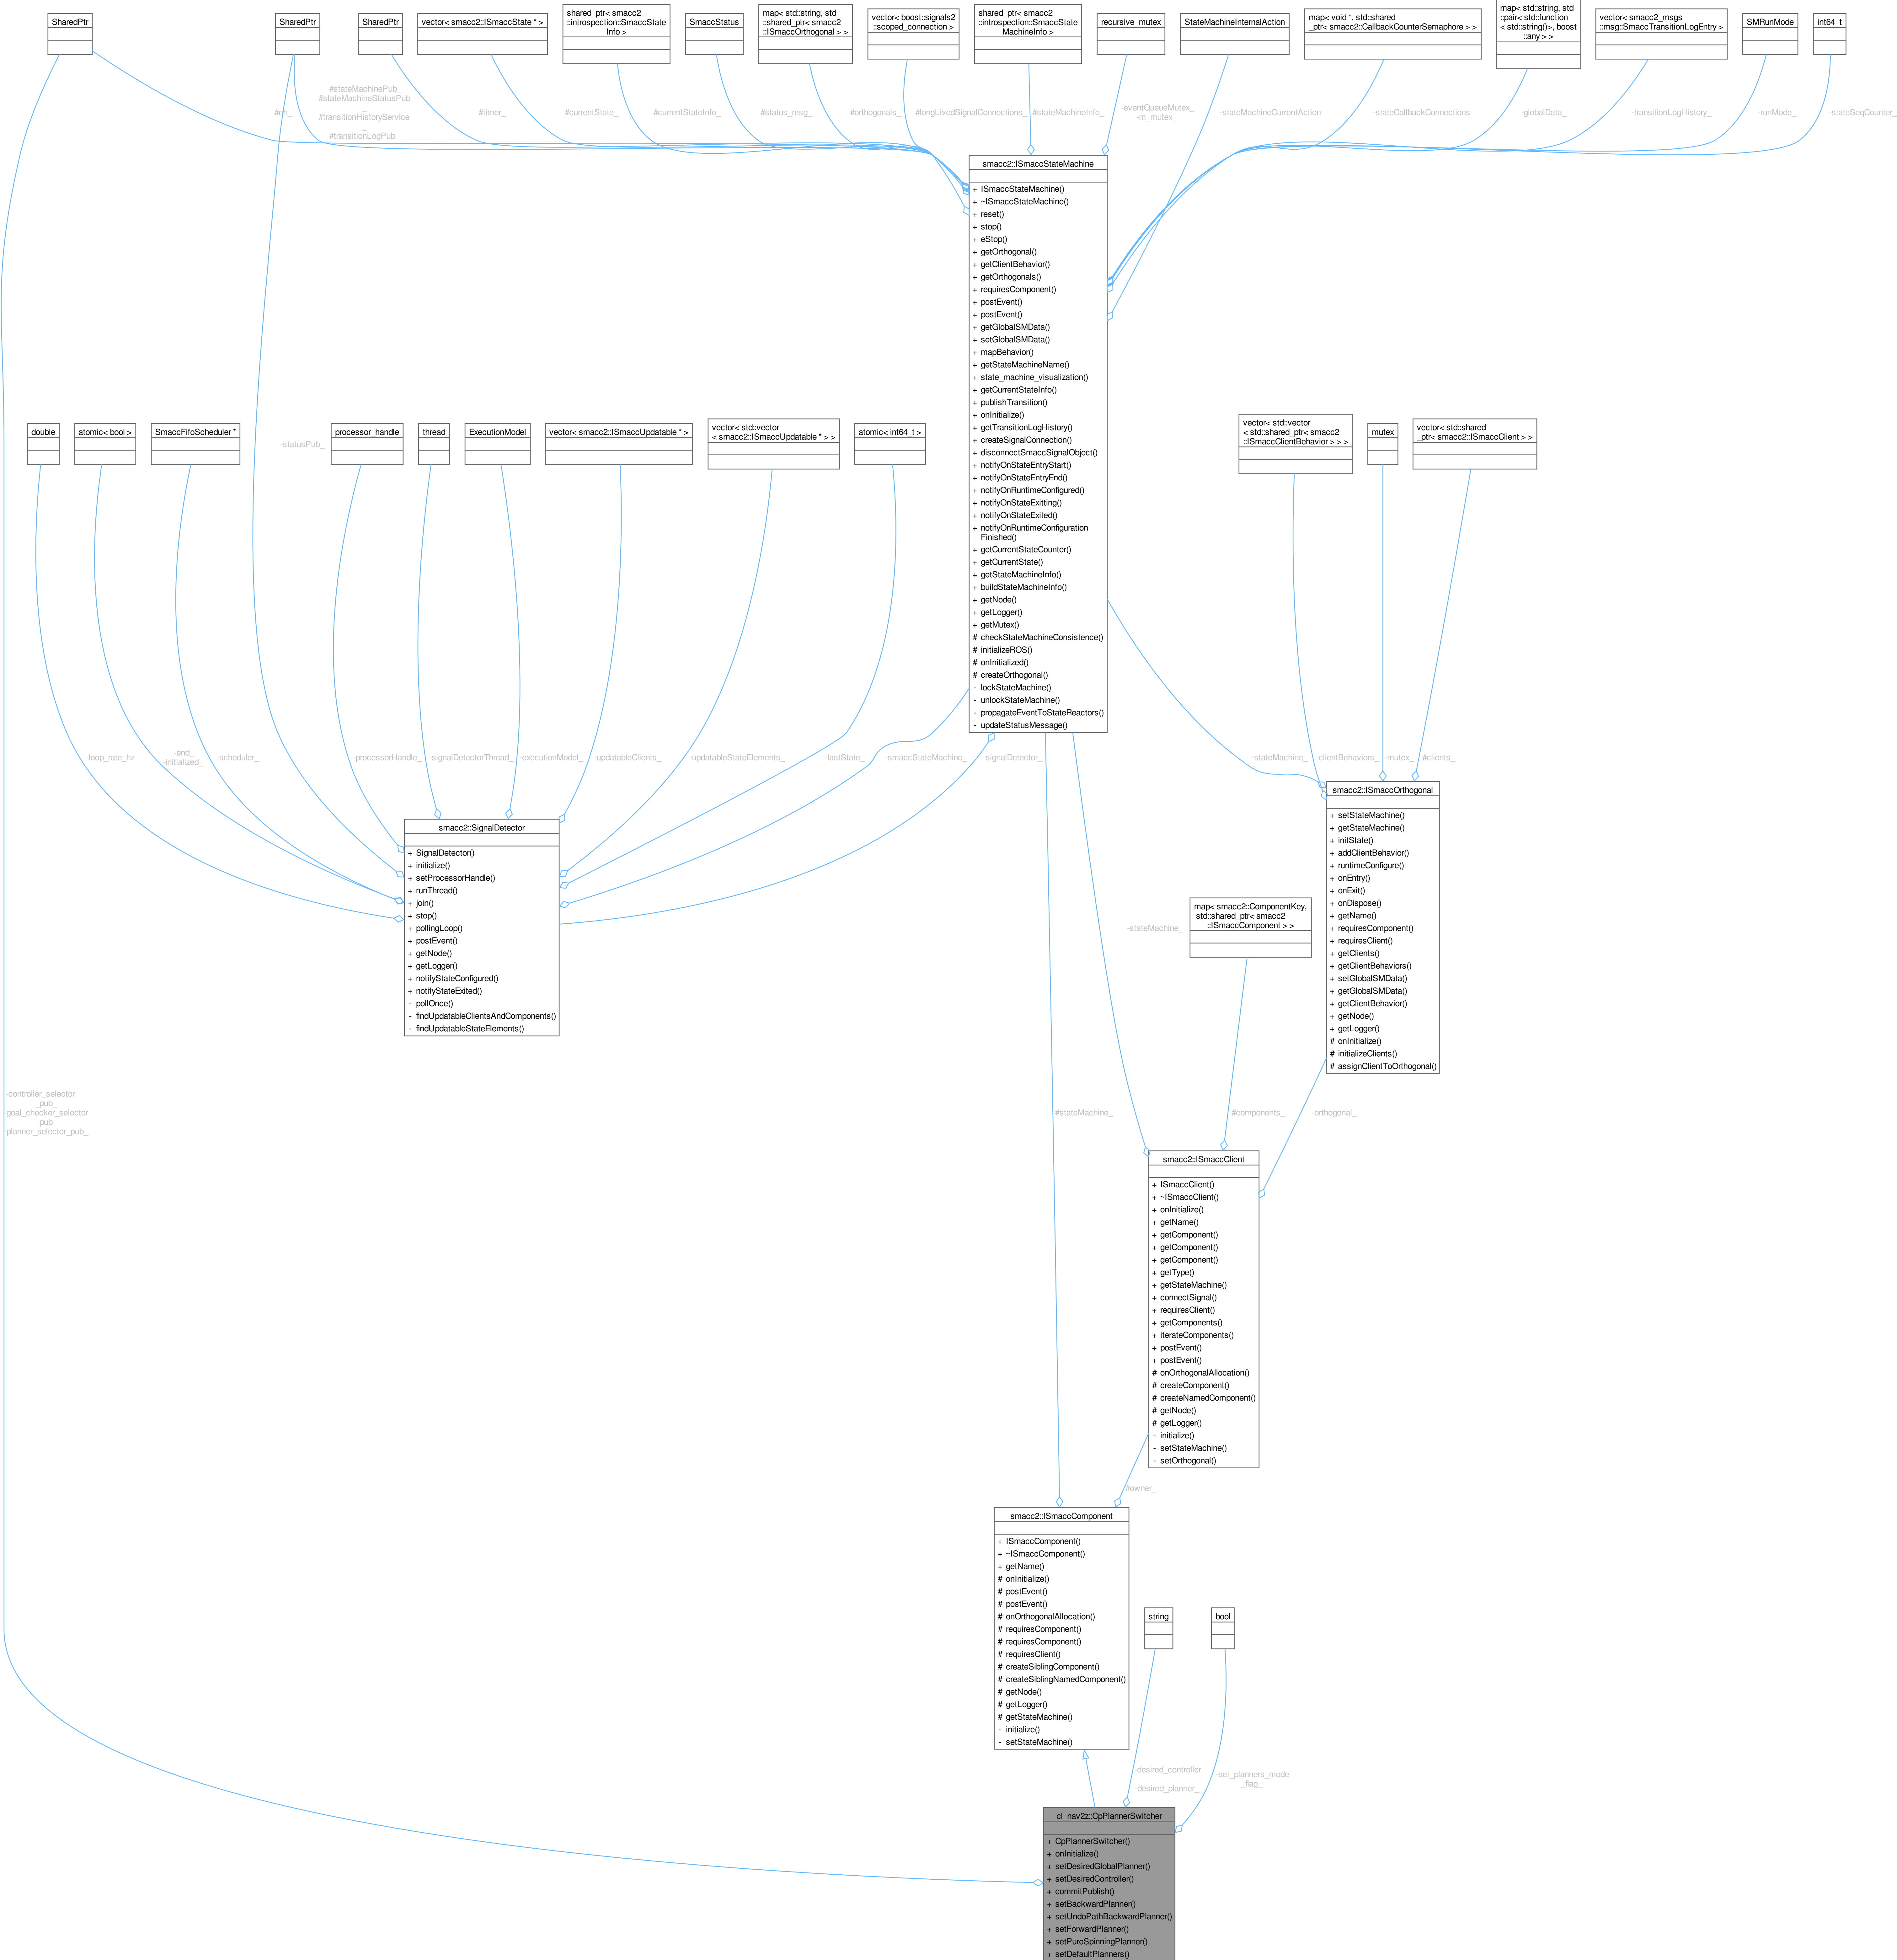 SharedPtr
SharedPtr
SharedPtr
vector< smacc2::ISmaccState * >
shared_ptr< smacc2
::introspection::SmaccState
Info >
SmaccStatus
map< std::string, std
::shared_ptr< smacc2
::ISmaccOrthogonal > >
vector< boost::signals2
::scoped_connection >
shared_ptr< smacc2
::introspection::SmaccState
MachineInfo >
recursive_mutex
StateMachineInternalAction
map< void *, std::shared
_ptr< smacc2::CallbackCounterSemaphore > >
map< std::string, std
::pair< std::function
< std::string()>, boost
::any > >
vector< smacc2_msgs
::msg::SmaccTransitionLogEntry >
SMRunMode
int64_t
#nh_
#stateMachinePub_
#stateMachineStatusPub
_
#transitionHistoryService
_
#transitionLogPub_
#timer_
#currentState_
#currentStateInfo_
#status_msg_
#orthogonals_
#longLivedSignalConnections_
#stateMachineInfo_
-eventQueueMutex_
-m_mutex_
-stateMachineCurrentAction
-stateCallbackConnections
-globalData_
-transitionLogHistory_
-runMode_
-stateSeqCounter_
smacc2::ISmaccStateMachine
+ ISmaccStateMachine()
+ ~ISmaccStateMachine()
+ reset()
+ stop()
+ eStop()
+ getOrthogonal()
+ getClientBehavior()
+ getOrthogonals()
+ requiresComponent()
+ postEvent()
+ postEvent()
+ getGlobalSMData()
+ setGlobalSMData()
+ mapBehavior()
+ getStateMachineName()
+ state_machine_visualization()
+ getCurrentStateInfo()
+ publishTransition()
+ onInitialize()
+ getTransitionLogHistory()
+ createSignalConnection()
+ disconnectSmaccSignalObject()
+ notifyOnStateEntryStart()
+ notifyOnStateEntryEnd()
+ notifyOnRuntimeConfigured()
+ notifyOnStateExitting()
+ notifyOnStateExited()
+ notifyOnRuntimeConfiguration
Finished()
+ getCurrentStateCounter()
+ getCurrentState()
+ getStateMachineInfo()
+ buildStateMachineInfo()
+ getNode()
+ getLogger()
+ getMutex()
# checkStateMachineConsistence()
# initializeROS()
# onInitialized()
# createOrthogonal()
- lockStateMachine()
- unlockStateMachine()
- propagateEventToStateReactors()
- updateStatusMessage()
double
atomic< bool >
SmaccFifoScheduler *
-statusPub_
processor_handle
thread
ExecutionModel
vector< smacc2::ISmaccUpdatable * >
vector< std::vector
< smacc2::ISmaccUpdatable * > >
atomic< int64_t >
vector< std::vector
< std::shared_ptr< smacc2
::ISmaccClientBehavior > > >
mutex
vector< std::shared
_ptr< smacc2::ISmaccClient > >
-loop_rate_hz
-end_
-initialized_
-scheduler_
-processorHandle_
-signalDetectorThread_
-executionModel_
-updatableClients_
-updatableStateElements_
-lastState_
-smaccStateMachine_
-signalDetector_
-stateMachine_
-clientBehaviors_
-mutex_
#clients_
smacc2::SignalDetector
+ SignalDetector()
+ initialize()
+ setProcessorHandle()
+ runThread()
+ join()
+ stop()
+ pollingLoop()
+ postEvent()
+ getNode()
+ getLogger()
+ notifyStateConfigured()
+ notifyStateExited()
- pollOnce()
- findUpdatableClientsAndComponents()
- findUpdatableStateElements()
smacc2::ISmaccOrthogonal
+ setStateMachine()
+ getStateMachine()
+ initState()
+ addClientBehavior()
+ runtimeConfigure()
+ onEntry()
+ onExit()
+ onDispose()
+ getName()
+ requiresComponent()
+ requiresClient()
+ getClients()
+ getClientBehaviors()
+ setGlobalSMData()
+ getGlobalSMData()
+ getClientBehavior()
+ getNode()
+ getLogger()
# onInitialize()
# initializeClients()
# assignClientToOrthogonal()
map< smacc2::ComponentKey,
std::shared_ptr< smacc2
::ISmaccComponent > >
-stateMachine_
-controller_selector
_pub_
-goal_checker_selector
_pub_
-planner_selector_pub_
#stateMachine_
#components_
-orthogonal_
smacc2::ISmaccClient
+ ISmaccClient()
+ ~ISmaccClient()
+ onInitialize()
+ getName()
+ getComponent()
+ getComponent()
+ getComponent()
+ getType()
+ getStateMachine()
+ connectSignal()
+ requiresClient()
+ getComponents()
+ iterateComponents()
+ postEvent()
+ postEvent()
# onOrthogonalAllocation()
# createComponent()
# createNamedComponent()
# getNode()
# getLogger()
- initialize()
- setStateMachine()
- setOrthogonal()
#owner_
smacc2::ISmaccComponent
+ ISmaccComponent()
+ ~ISmaccComponent()
+ getName()
# onInitialize()
# postEvent()
# postEvent()
# onOrthogonalAllocation()
# requiresComponent()
# requiresComponent()
# requiresClient()
# createSiblingComponent()
# createSiblingNamedComponent()
# getNode()
# getLogger()
# getStateMachine()
- initialize()
- setStateMachine()
string
bool
-desired_controller
_
-desired_planner_
-set_planners_mode
_flag_
cl_nav2z::CpPlannerSwitcher
+ CpPlannerSwitcher()
+ onInitialize()
+ setDesiredGlobalPlanner()
+ setDesiredController()
+ commitPublish()
+ setBackwardPlanner()
+ setUndoPathBackwardPlanner()
+ setForwardPlanner()
+ setPureSpinningPlanner()
+ setDefaultPlanners()